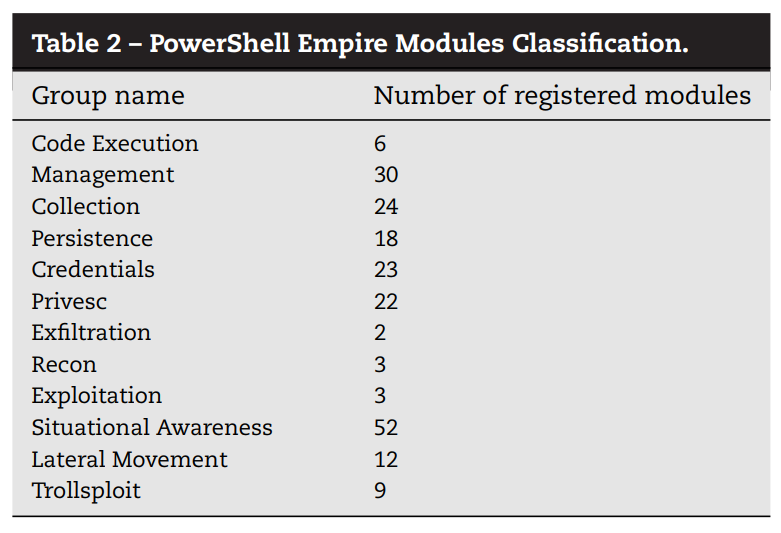 Table 2 – PowerShell Empire Modules Classification.
Group name Number of registered modules
Code Execution 6
Management 30
Collection 24
Persistence 18
Credentials 23
Privesc 22
Exfiltration 2
Recon 3
Exploitation 3
Situational Awareness 52
Lateral Movement 12
Trollsploit 9